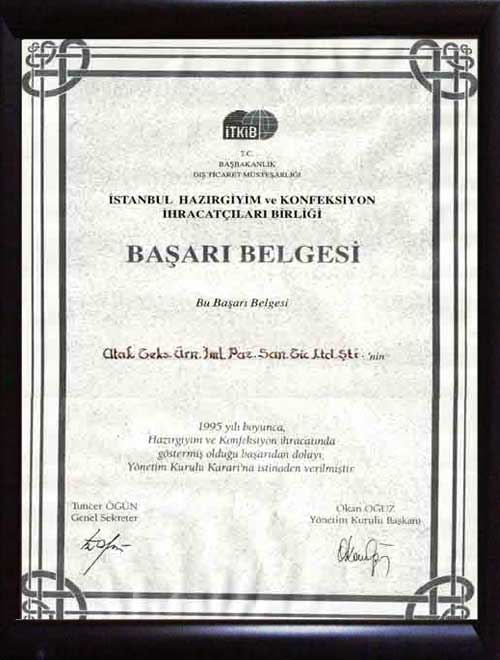 İTKİB
T.C.
BAŞBAKANLIK
DIŞ TİCARET MÜSTEŞARLIĞI
İSTANBUL HAZIRGİYİM ve KONFEKSİYON
İHRACATÇILARI BİRLİĞİ
BAŞARI BELGESİ
Bu Başarı Belgesi
Atak Teks. Ürn. İml. Paz. San. Tic. Ltd. Şti. 'nin
1995 yılı boyunca,
Hazırgiyim ve Konfeksiyon ihracatında
göstermiş olduğu başarıdan dolayı,
Yönetim Kurulu Kararı'na istinaden verilmiştir.
Tuncer ÖĞÜN
Genel Sekreter
Okan OĞUZ
Yönetim Kurulu Başkanı